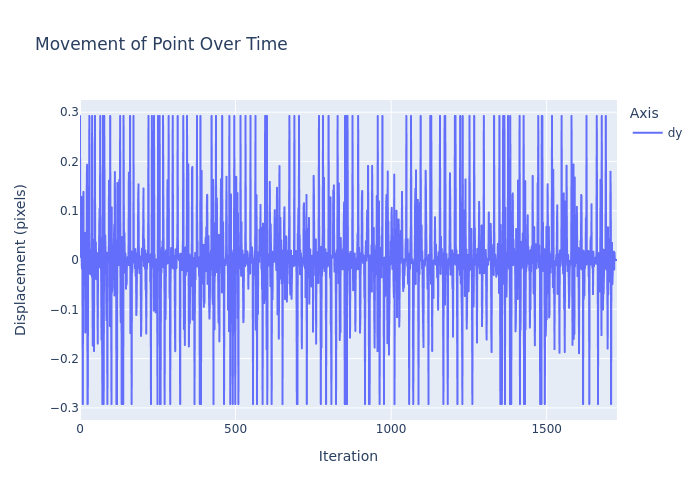 Movement of Point Over Time
Axis
dy
0.3
0.2
0.1
0
−0.1
−0.2
−0.3
Displacement (pixels)
0
500
1000
1500
Iteration